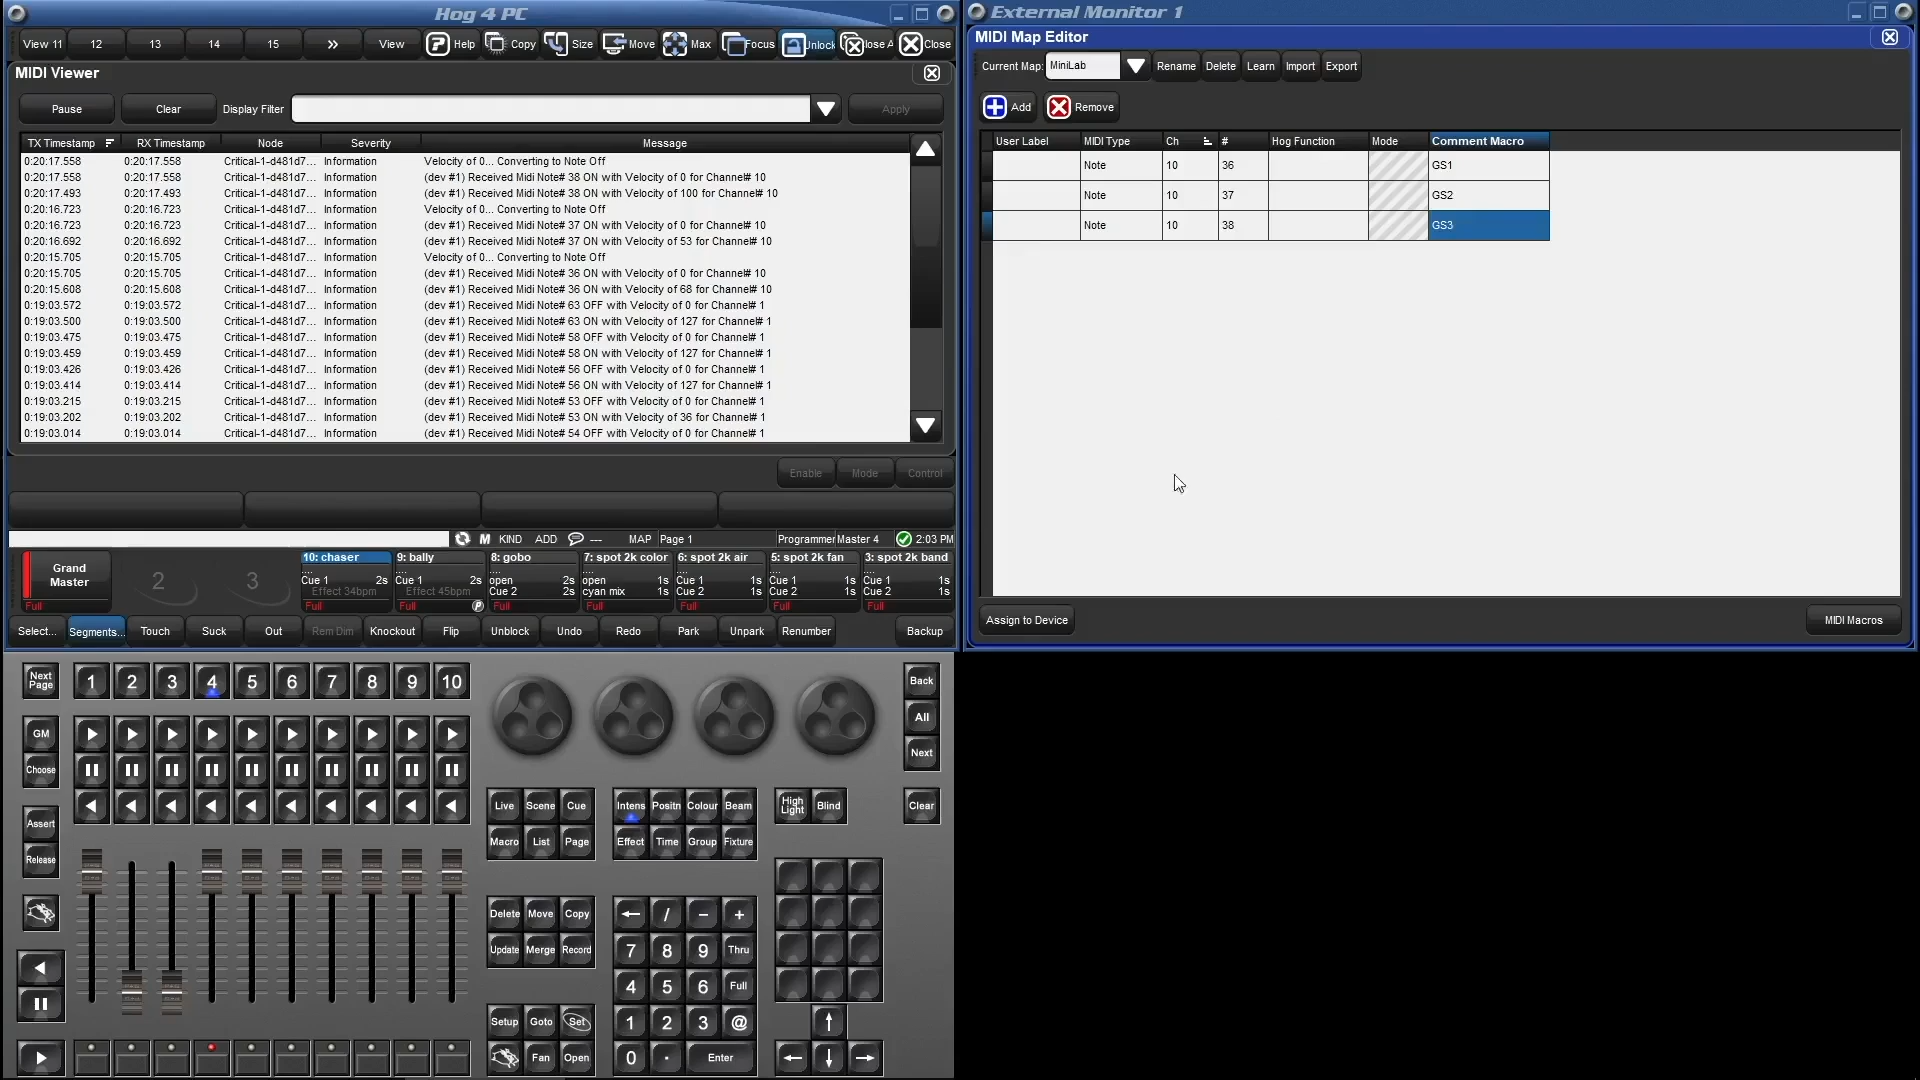 Hog 4 PC
View 11 12 13 14 15 » View Help Copy Size Move Max Focus Unlock Close
MIDI Viewer
Pause Clear Display Filter Apply
TX Timestamp RX Timestamp Node Severity Message
0:20:17.558 0:20:17.558 Critical-1-d481d7... Information Velocity of 0... Converting to Note Off
0:20:17.558 0:20:17.558 Critical-1-d481d7... Information (dev #1) Received Midi Note# 38 ON with Velocity of 0 for Channel# 10
0:20:17.493 0:20:17.493 Critical-1-d481d7... Information (dev #1) Received Midi Note# 38 ON with Velocity of 100 for Channel# 10
0:20:16.723 0:20:16.723 Critical-1-d481d7... Information Velocity of 0... Converting to Note Off
0:20:16.723 0:20:16.723 Critical-1-d481d7... Information (dev #1) Received Midi Note# 37 ON with Velocity of 0 for Channel# 10
0:20:16.692 0:20:16.692 Critical-1-d481d7... Information (dev #1) Received Midi Note# 37 ON with Velocity of 53 for Channel# 10
0:20:15.705 0:20:15.705 Critical-1-d481d7... Information Velocity of 0... Converting to Note Off
0:20:15.705 0:20:15.705 Critical-1-d481d7... Information (dev #1) Received Midi Note# 36 ON with Velocity of 0 for Channel# 10
0:20:15.608 0:20:15.608 Critical-1-d481d7... Information (dev #1) Received Midi Note# 36 ON with Velocity of 68 for Channel# 10
0:19:03.572 0:19:03.572 Critical-1-d481d7... Information (dev #1) Received Midi Note# 63 OFF with Velocity of 0 for Channel# 1
0:19:03.500 0:19:03.500 Critical-1-d481d7... Information (dev #1) Received Midi Note# 63 ON with Velocity of 127 for Channel# 1
0:19:03.475 0:19:03.475 Critical-1-d481d7... Information (dev #1) Received Midi Note# 58 OFF with Velocity of 0 for Channel# 1
0:19:03.459 0:19:03.459 Critical-1-d481d7... Information (dev #1) Received Midi Note# 58 ON with Velocity of 127 for Channel# 1
0:19:03.426 0:19:03.426 Critical-1-d481d7... Information (dev #1) Received Midi Note# 56 OFF with Velocity of 0 for Channel# 1
0:19:03.414 0:19:03.414 Critical-1-d481d7... Information (dev #1) Received Midi Note# 56 ON with Velocity of 127 for Channel# 1
0:19:03.215 0:19:03.215 Critical-1-d481d7... Information (dev #1) Received Midi Note# 53 OFF with Velocity of 0 for Channel# 1
0:19:03.202 0:19:03.202 Critical-1-d481d7... Information (dev #1) Received Midi Note# 53 ON with Velocity of 36 for Channel# 1
0:19:03.014 0:19:03.014 Critical-1-d481d7... Information (dev #1) Received Midi Note# 54 OFF with Velocity of 0 for Channel# 1
Enable Mode Control
M KIND ADD --- MAP Page 1 Programmer Master 4 2:03 PM
Grand Master Full 2 3
10: chaser 9: bally 8: gobo 7: spot 2k color 6: spot 2k air 5: spot 2k fan 3: spot 2k band
.... .... .... .... .... .... ....
Cue 1 2s Cue 1 2s open 2s open 1s Cue 1 1s Cue 1 1s Cue 1 1s
Effect 34bpm Effect 45bpm Cue 2 2s cyan mix 1s Cue 2 1s Cue 2 1s Cue 2 1s
Full Full P Full Full Full Full Full
Select... Segments... Touch Suck Out Rem Dim Knockout Flip Unblock Undo Redo Park Unpark Renumber Backup
Next Page 1 2 3 4 5 6 7 8 9 10 Back
GM All
Choose Next
Assert Live Scene Cue Intens Positn Colour Beam High Light Blind Clear
Release Macro List Page Effect Time Group Fixture
Delete Move Copy ← / − +
Update Merge Record 7 8 9 Thru
4 5 6 Full
Setup Goto Set 1 2 3 @ ↑
Fan Open 0 . Enter ← ↓ →
External Monitor 1
MIDI Map Editor
Current Map: MiniLab Rename Delete Learn Import Export
Add Remove
User Label MIDI Type Ch # Hog Function Mode Comment Macro
Note 10 36 GS1
Note 10 37 GS2
Note 10 38 GS3
Assign to Device MIDI Macros